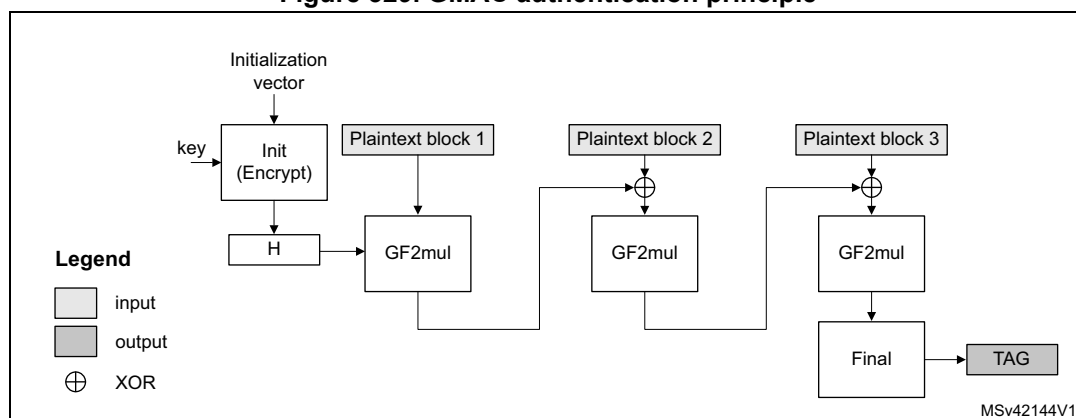 Initialization
vector
key
Init
(Encrypt)
Plaintext block 1
Plaintext block 2
Plaintext block 3
H
GF2mul
GF2mul
GF2mul
Legend
input
output
XOR
Final
TAG
MSv42144V1